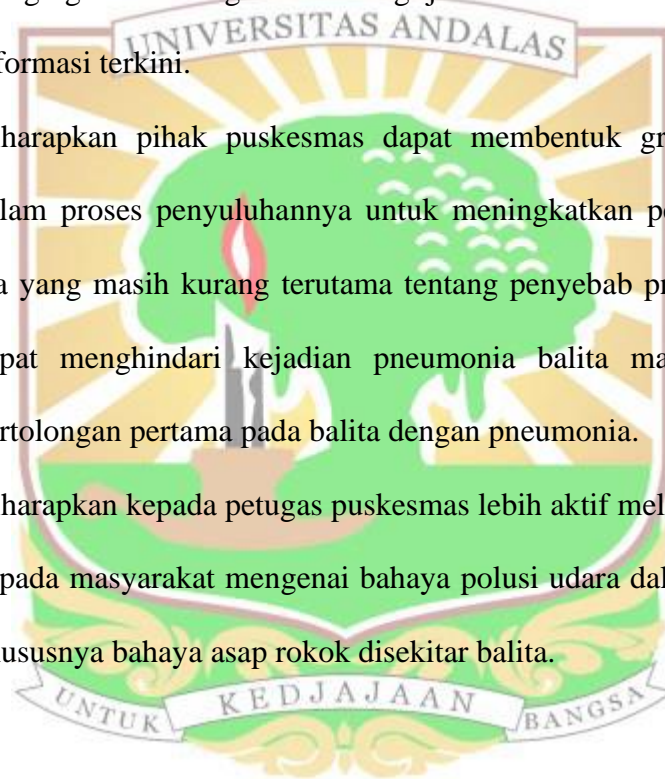 UNIVERSITAS ANDALAS
formasi terkini.
harapkan pihak puskesmas dapat membentuk gr
lam proses penyuluhannya untuk meningkatkan pe
a yang masih kurang terutama tentang penyebab pn
pat menghindari kejadian pneumonia balita ma
rtolongan pertama pada balita dengan pneumonia.
harapkan kepada petugas puskesmas lebih aktif mel
pada masyarakat mengenai bahaya polusi udara dal
ususnya bahaya asap rokok disekitar balita.
UNTUK KEDJAJAAN BANGSA